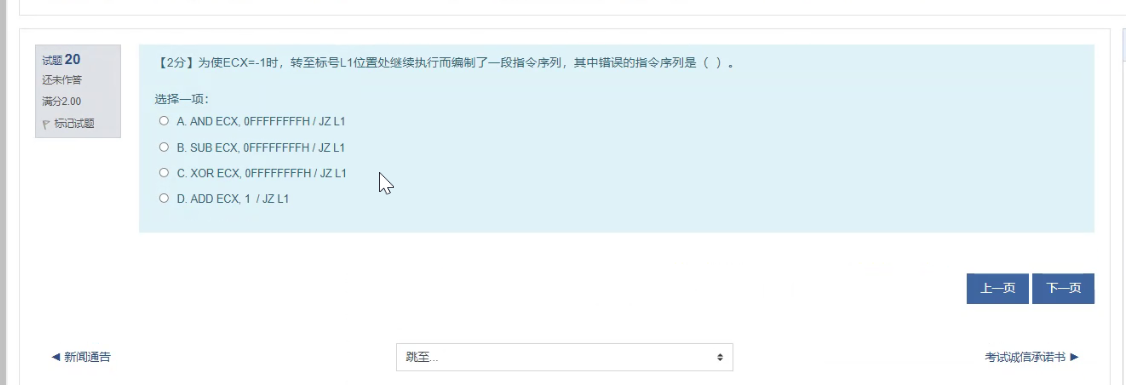 试题 20
还未作答
满分2.00
标记试题
【2分】为使ECX=-1时，转至标号L1位置处继续执行而编制了一段指令序列，其中错误的指令序列是（ ）。
选择一项：
A. AND ECX, 0FFFFFFFFH / JZ L1
B. SUB ECX, 0FFFFFFFFH / JZ L1
C. XOR ECX, 0FFFFFFFFH / JZ L1
D. ADD ECX, 1 / JZ L1
上一页 下一页
◀ 新闻通告 跳至... 考试诚信承诺书 ▶